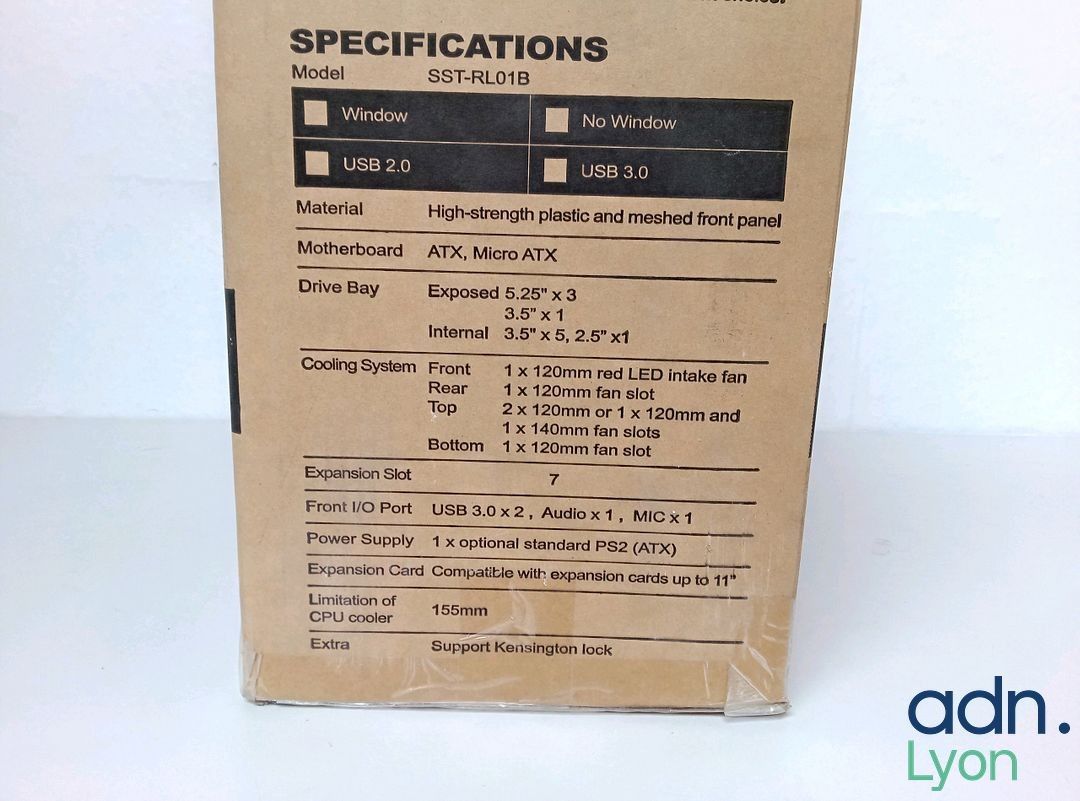 SPECIFICATIONS
Model SST-RL01B
Window No Window
USB 2.0 USB 3.0
Material High-strength plastic and meshed front panel
Motherboard ATX, Micro ATX
Drive Bay Exposed 5.25" x 3
3.5" x 1
Internal 3.5" x 5, 2.5" x1
Cooling System Front 1 x 120mm red LED intake fan
Rear 1 x 120mm fan slot
Top 2 x 120mm or 1 x 120mm and
1 x 140mm fan slots
Bottom 1 x 120mm fan slot
Expansion Slot 7
Front I/O Port USB 3.0 x 2 , Audio x 1 , MIC x 1
Power Supply 1 x optional standard PS2 (ATX)
Expansion Card Compatible with expansion cards up to 11"
Limitation of
CPU cooler 155mm
Extra Support Kensington lock
adn.
Lyon